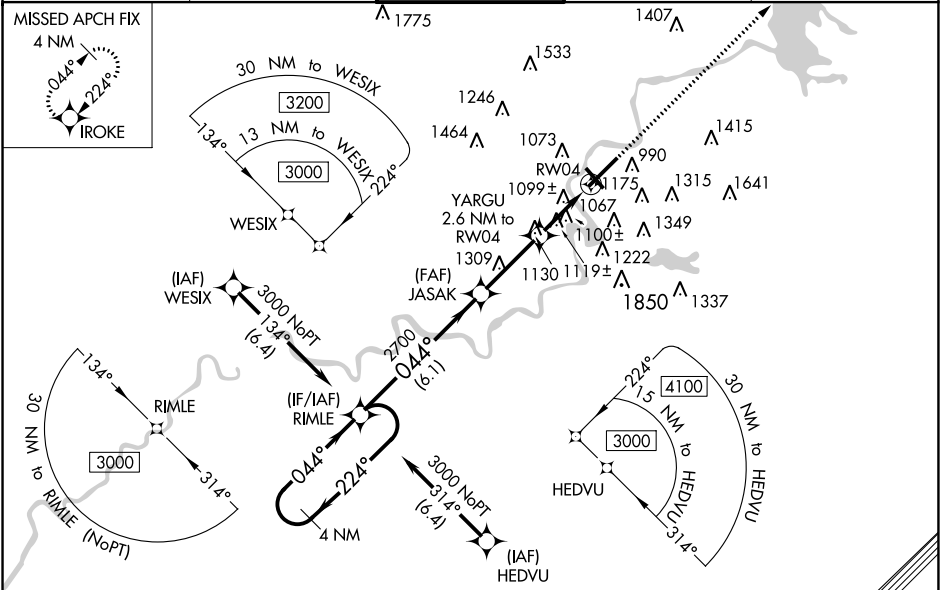 MISSED APCH FIX
4 NM
044°
224°
IROKE
1775
1407
1533
1246
1464
1073
1415
990
RW04
1099±
1175
1315
1641
1067
1349
1100±
1222
1119±
1130
1309
1850
1337
YARGU
2.6 NM to
RW04
30 NM to WESIX
3200
134°
13 NM to WESIX
3000
224°
WESIX
(FAF)
JASAK
(IAF)
WESIX
3000 NoPT
134°
(6.4)
2700
044°
(6.1)
(IF/IAF)
RIMLE
134°
RIMLE
3000
314°
30 NM to RIMLE (NoPT)
044°
224°
4 NM
3000 NoPT
314°
(6.4)
(IAF)
HEDVU
224°
4100
15 NM to HEDVU
30 NM to HEDVU
3000
HEDVU
314°